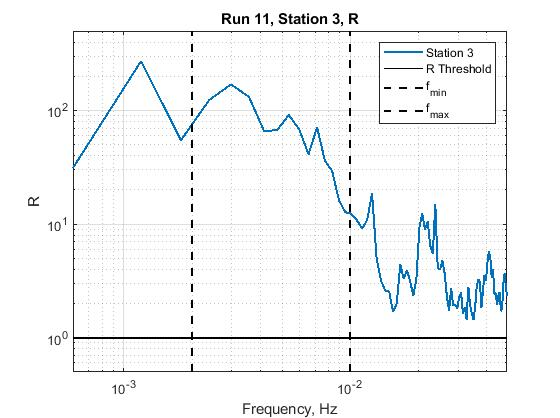 Run 11, Station 3, R
Station 3
R Threshold
f_min
f_max
10^2
10^1
10^0
R
10^-3
10^-2
Frequency, Hz